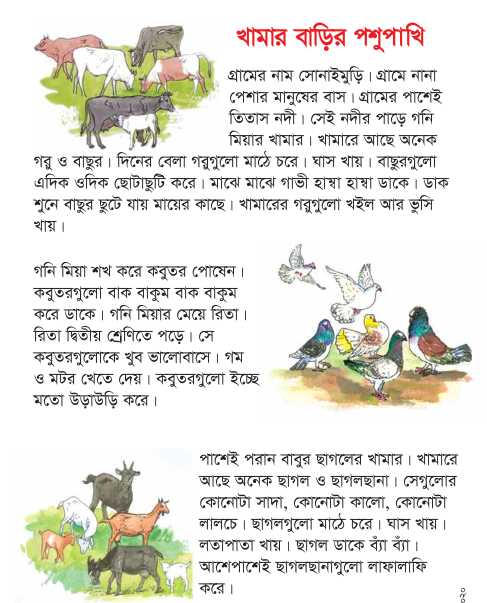 খামার বাড়ির পশুপাখি
গ্রামের নাম সোনাইমুড়ি। গ্রামে নানা
পেশার মানুষের বাস। গ্রামের পাশেই
তিতাস নদী। সেই নদীর পাড়ে গনি
মিয়ার খামার। খামারে আছে অনেক
গরু ও বাছুর। দিনের বেলা গরুগুলো মাঠে চরে। ঘাস খায়। বাছুরগুলো
এদিক ওদিক ছোটাছুটি করে। মাঝে মাঝে গাভী হাম্বা হাম্বা ডাকে। ডাক
শুনে বাছুর ছুটে যায় মায়ের কাছে। খামারের গরুগুলো খইল আর ভুসি
খায়।
গনি মিয়া শখ করে কবুতর পোষেন।
কবুতরগুলো বাক বাকুম বাক বাকুম
করে ডাকে। গনি মিয়ার মেয়ে রিতা।
রিতা দ্বিতীয় শ্রেণিতে পড়ে। সে
কবুতরগুলোকে খুব ভালোবাসে। গম
ও মটর খেতে দেয়। কবুতরগুলো ইচ্ছে
মতো উড়াউড়ি করে।
পাশেই পরান বাবুর ছাগলের খামার। খামারে
আছে অনেক ছাগল ও ছাগলছানা। সেগুলোর
কোনোটা সাদা, কোনোটা কালো, কোনোটা
লালচে। ছাগলগুলো মাঠে চরে। ঘাস খায়।
লতাপাতা খায়। ছাগল ডাকে ব্যাঁ ব্যাঁ।
আশেপাশেই ছাগলছানাগুলো লাফালাফি
করে।